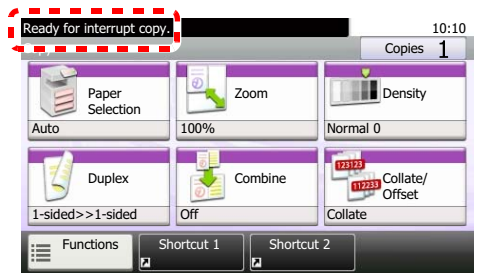 Ready for interrupt copy.
10:10
Copies 1
Paper
Selection
Auto
Zoom
100%
Density
Normal 0
Duplex
1-sided>>1-sided
Combine
Off
123123
112233
Collate/
Offset
Collate
Functions
Shortcut 1
Shortcut 2